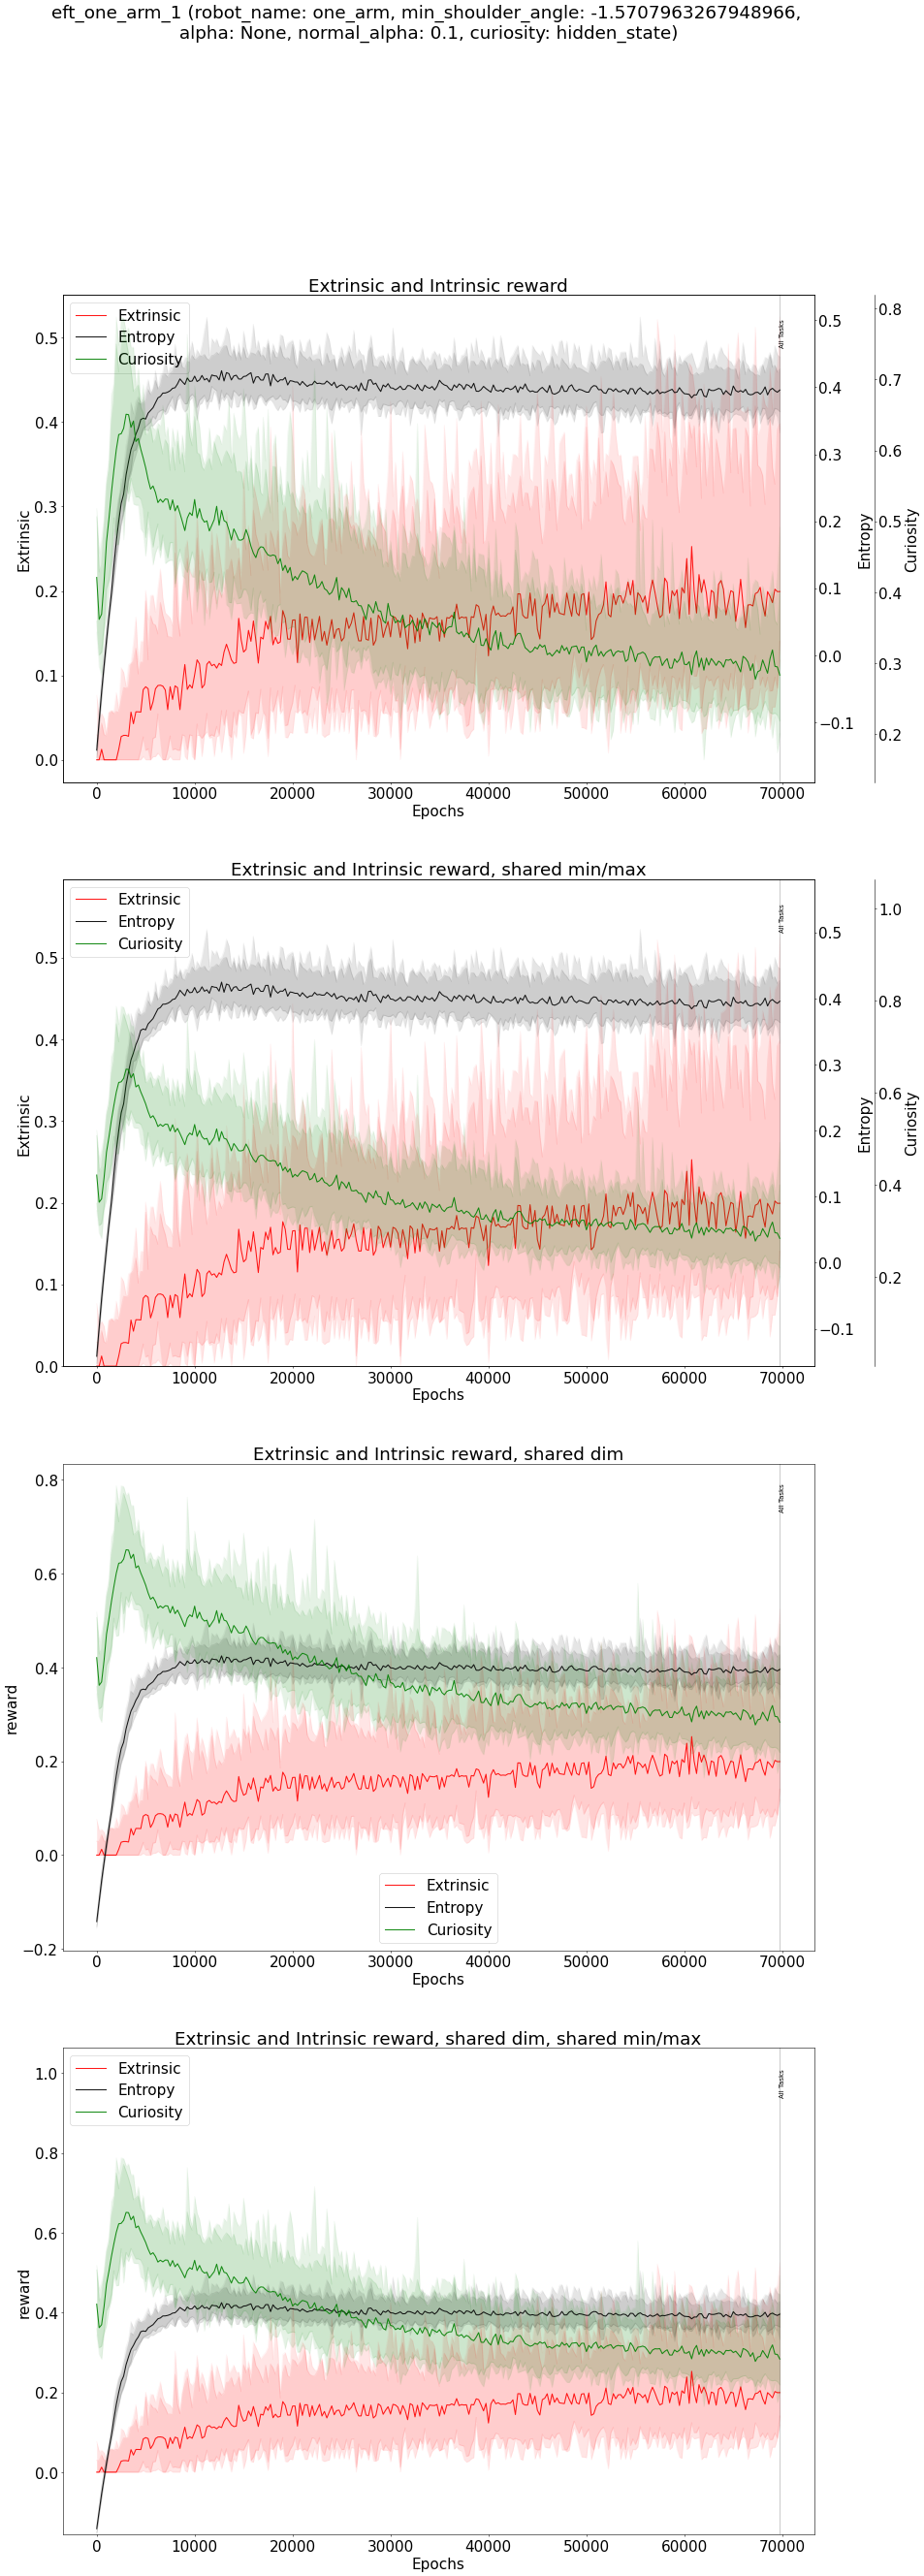 eft_one_arm_1 (robot_name: one_arm, min_shoulder_angle: -1.5707963267948966,
alpha: None, normal_alpha: 0.1, curiosity: hidden_state)
Extrinsic and Intrinsic reward
Extrinsic
Entropy
Curiosity
All Tasks
0.5
0.4
0.3
0.2
0.1
0.0
Extrinsic
0.5
0.4
0.3
0.2
0.1
0.0
−0.1
Entropy
0.8
0.7
0.6
0.5
0.4
0.3
0.2
Curiosity
0 10000 20000 30000 40000 50000 60000 70000
Epochs
Extrinsic and Intrinsic reward, shared min/max
Extrinsic
Entropy
Curiosity
All Tasks
0.5
0.4
0.3
0.2
0.1
0.0
Extrinsic
0.5
0.4
0.3
0.2
0.1
0.0
−0.1
Entropy
1.0
0.8
0.6
0.4
0.2
Curiosity
0 10000 20000 30000 40000 50000 60000 70000
Epochs
Extrinsic and Intrinsic reward, shared dim
All Tasks
0.8
0.6
0.4
0.2
0.0
−0.2
reward
Extrinsic
Entropy
Curiosity
0 10000 20000 30000 40000 50000 60000 70000
Epochs
Extrinsic and Intrinsic reward, shared dim, shared min/max
Extrinsic
Entropy
Curiosity
All Tasks
1.0
0.8
0.6
0.4
0.2
0.0
reward
0 10000 20000 30000 40000 50000 60000 70000
Epochs